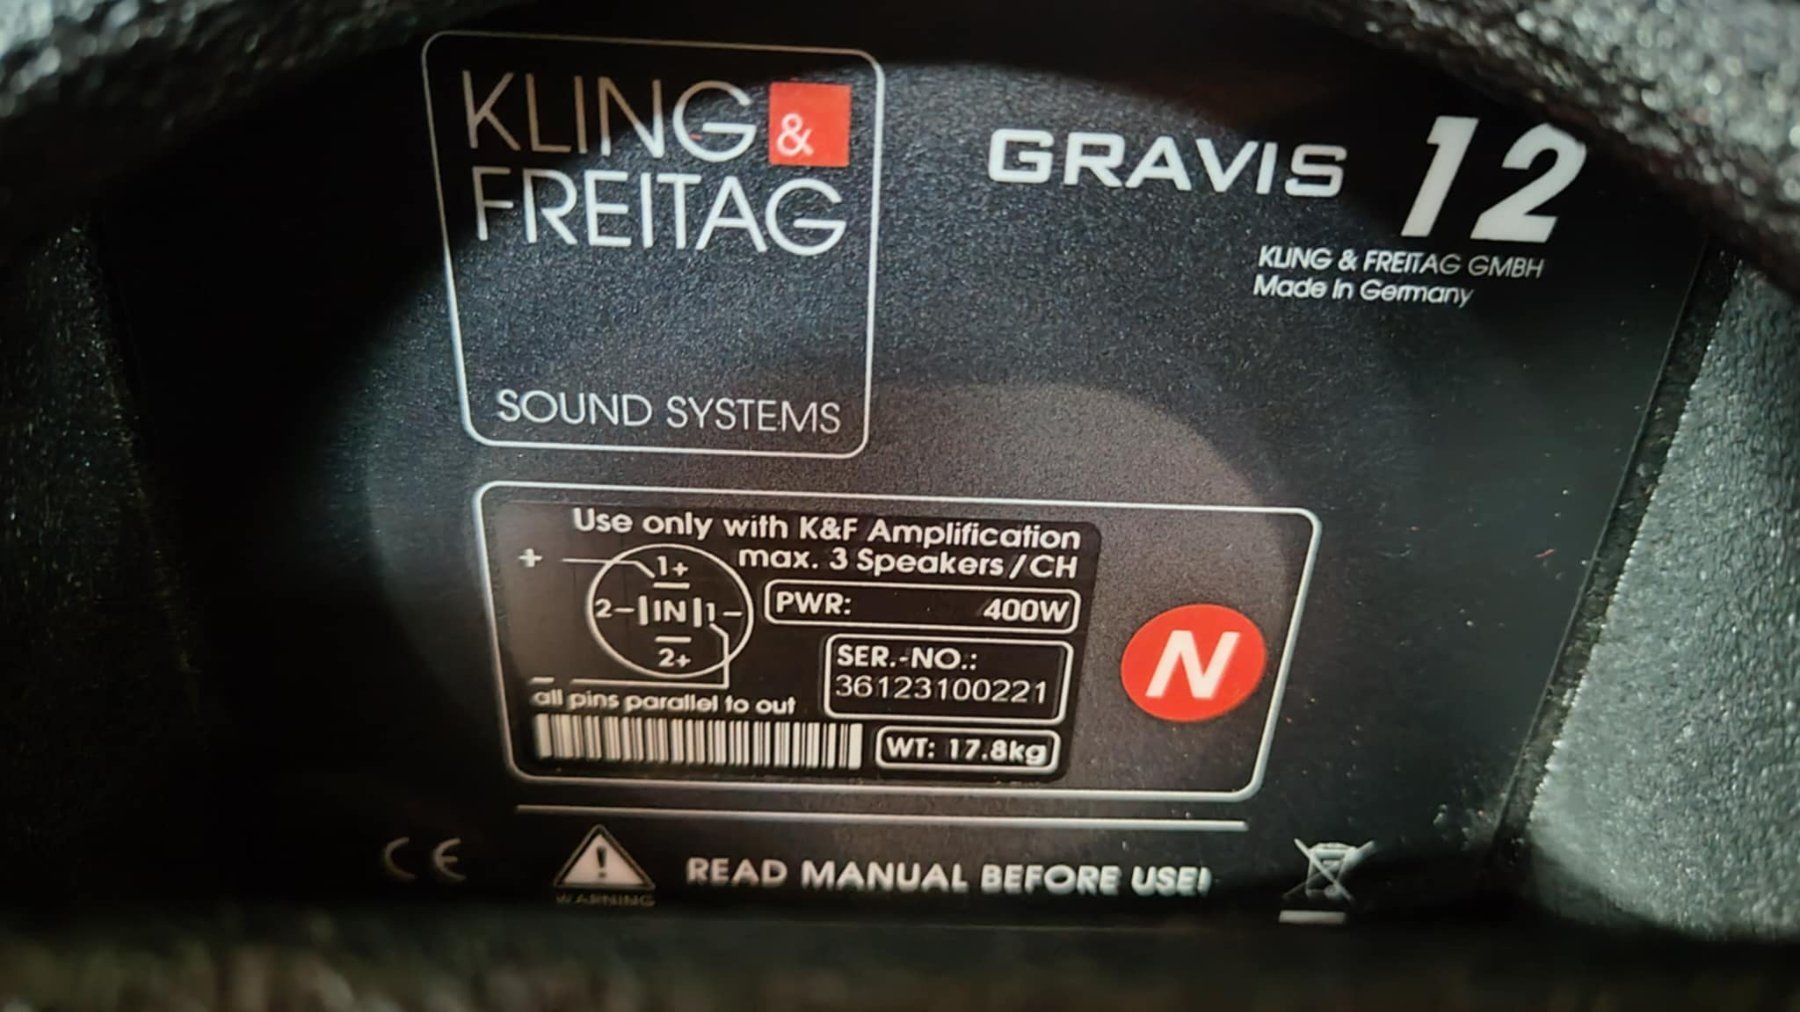 KLING &
FREITAG
SOUND SYSTEMS
GRAVIS 12
KLING & FREITAG GMBH
Made in Germany
Use only with K&F Amplification
max. 3 Speakers/CH
+ 1+
2- IN 1-
2+
-
PWR: 400W
SER.-NO.:
36123100221
all pins parallel to out
WT: 17.8kg
N
CE
WARNING
READ MANUAL BEFORE USE!